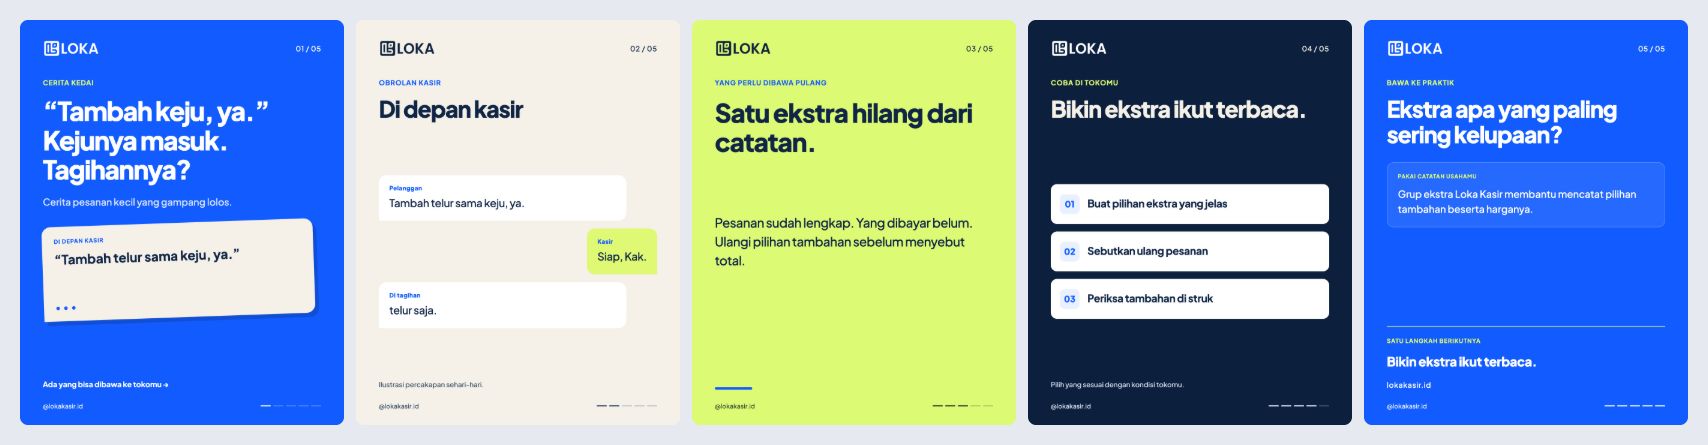 LOKA
01 / 05
CERITA KEDAI
“Tambah keju, ya.”
Kejunya masuk.
Tagihannya?
Cerita pesanan kecil yang gampang lolos.
DI DEPAN KASIR
“Tambah telur sama keju, ya.”
Ada yang bisa dibawa ke tokomu →
@lokakasir.id
LOKA
02 / 05
OBROLAN KASIR
Di depan kasir
Pelanggan
Tambah telur sama keju, ya.
Kasir
Siap, Kak.
Di tagihan
telur saja.
Ilustrasi percakapan sehari-hari.
@lokakasir.id
LOKA
03 / 05
YANG PERLU DIBAWA PULANG
Satu ekstra hilang dari
catatan.
Pesanan sudah lengkap. Yang dibayar belum.
Ulangi pilihan tambahan sebelum menyebut
total.
@lokakasir.id
LOKA
04 / 05
COBA DI TOKOMU
Bikin ekstra ikut terbaca.
01 Buat pilihan ekstra yang jelas
02 Sebutkan ulang pesanan
03 Periksa tambahan di struk
Pilih yang sesuai dengan kondisi tokomu.
@lokakasir.id
LOKA
05 / 05
BAWA KE PRAKTIK
Ekstra apa yang paling
sering kelupaan?
PAKAI CATATAN USAHAMU
Grup ekstra Loka Kasir membantu mencatat pilihan
tambahan beserta harganya.
SATU LANGKAH BERIKUTNYA
Bikin ekstra ikut terbaca.
lokakasir.id
@lokakasir.id